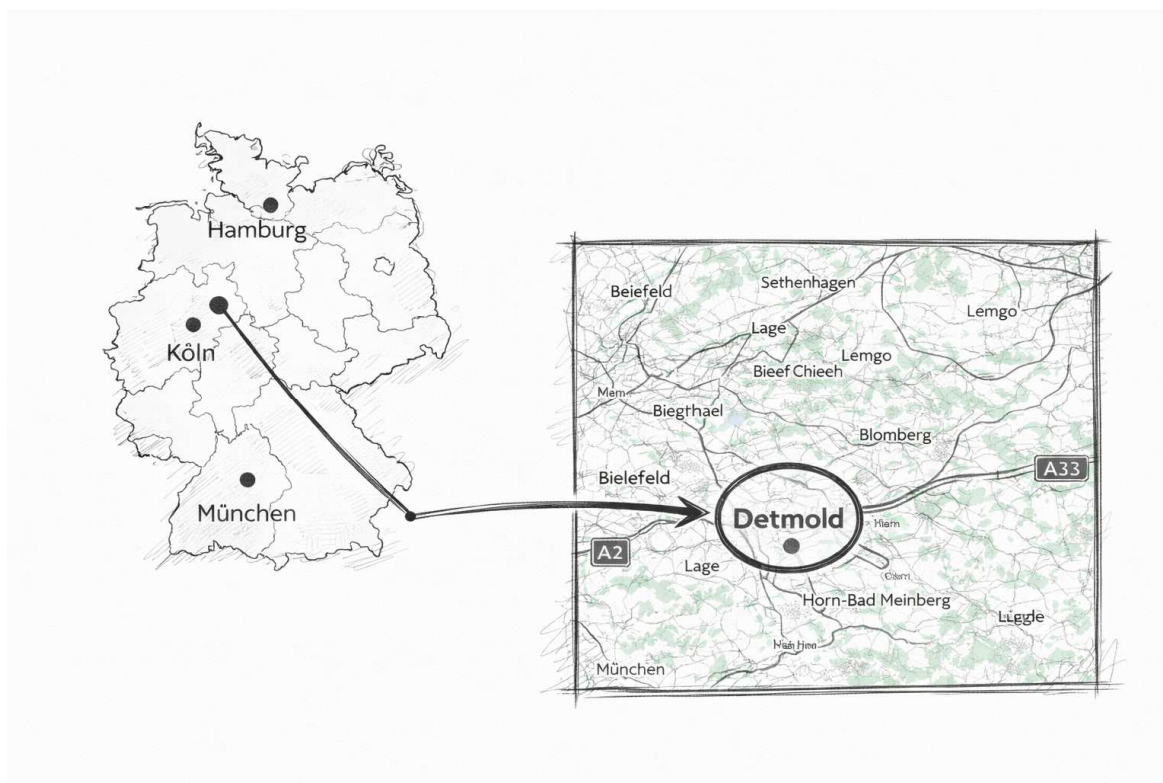 Hamburg
Köln
München
Beiefeld
Sethenhagen
Lemgo
Lage
Lemgo
Bieef Chieeh
Mem
Biegthael
Blomberg
A33
Bielefeld
Detmold
A2
Lage
Horn-Bad Meinberg
München